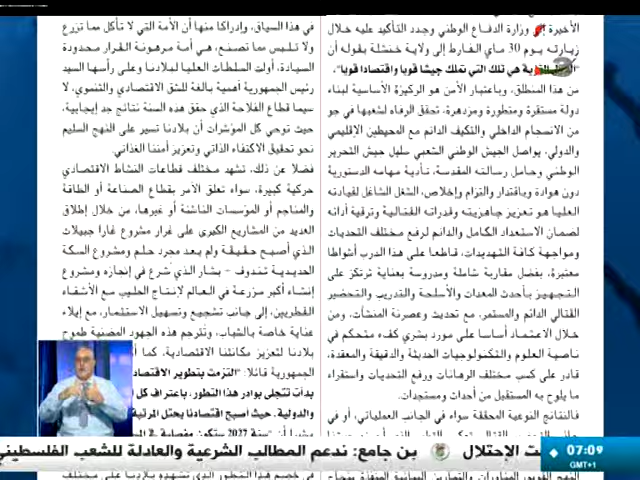 الأخيرة إلى وزارة الدفاع الوطني وجدد التأكيد عليه خلال
زيارته يوم 30 ماي الفارط إلى ولاية خنشلة بقوله أن
هي تلك التي تملك جيشا قويا واقتصادا قويا".
من هذا المنطلق، وباعتبار الأمن هو الركيزة الأساسية لبناء
دولة مستقرة ومتطورة ومزدهرة، تحقق الرفاه لشعبها في جو
من الانسجام الداخلي والتكيف الدائم مع المحيطين الإقليمي
والدولي، يواصل الجيش الوطني الشعبي سليل جيش التحرير
الوطني وحامل رسالته المقدسة، تأدية مهامه الدستورية
دون هوادة وباقتدار والتزام وإخلاص، الشغل الشاغل لقيادته
العليا هو تعزيز جاهزيته وقدراته القتالية وترقية أدائه
لضمان الاستعداد الكامل والدائم لرفع مختلف التحديات
ومواجهة كافة التهديدات، قاطعا على هذا الدرب أشواطا
معتبرة، بفضل مقاربة شاملة ومدروسة بعناية ترتكز على
التجهيز بأحدث المعدات والأسلحة والتدريب والتحضير
القتالي الدائم والمستمر، مع تحديث وعصرنة المنشآت، ومن
خلال الاعتماد أساسا على مورد بشري كفء متحكم في
ناصية العلوم والتكنولوجيات الحديثة والدقيقة والمعقدة،
قادر على كسب مختلف الرهانات ورفع التحديات واستقراء
ما يلوح به المستقبل من أحداث ومستجدات.
فالنتائج النوعية المحققة سواء في الجانب العملياتي، أو في
في هذا السياق، وإدراكا منها أن الأمة التي لا تأكل مما تزرع
ولا تلبس مما تصنع، هي أمة مرهونة القرار محدودة
السيادة، أولت السلطات العليا لبلادنا وعلى رأسها السيد
رئيس الجمهورية أهمية بالغة للشق الاقتصادي والتنموي، لا
سيما قطاع الفلاحة الذي حقق هذه السنة نتائج جد إيجابية،
حيث توحي كل المؤشرات أن بلادنا تسير على النهج السليم
نحو تحقيق الاكتفاء الذاتي وتعزيز أمننا الغذائي.
فضلا عن ذلك، تشهد مختلف قطاعات النشاط الاقتصادي
حركية كبيرة، سواء تعلق الأمر بقطاع الصناعة أو الطاقة
والمناجم أو المؤسسات الناشئة أو غيرها، من خلال إطلاق
العديد من المشاريع الكبرى على غرار مشروع غارا جبيلات
الذي أصبح حقيقة ولم يعد مجرد حلم ومشروع السكة
الحديدية تندوف - بشار الذي شرع في إنجازه ومشروع
إنشاء أكبر مزرعة في العالم لإنتاج الحليب مع الأشقاء
القطريين، إلى جانب تشجيع وتسهيل الاستثمار، مع إيلاء
عناية خاصة بالشباب، وتترجم هذه الجهود المضنية طموح
بلادنا لتعزيز مكانتنا الاقتصادية، كما
الجمهورية قائلا: "التزمت بتطوير الاقتصاد
بدأت تتجلى بوادر هذا التطور، باعتراف كل
والدولية، حيث أصبح اقتصادنا يحتل المرتبة
"سنة 2027 ستكون مفصلية
ت الإحتلال
بن جامع: ندعم المطالب الشرعية والعادلة للشعب الفلسطيني
07:09
GMT+1